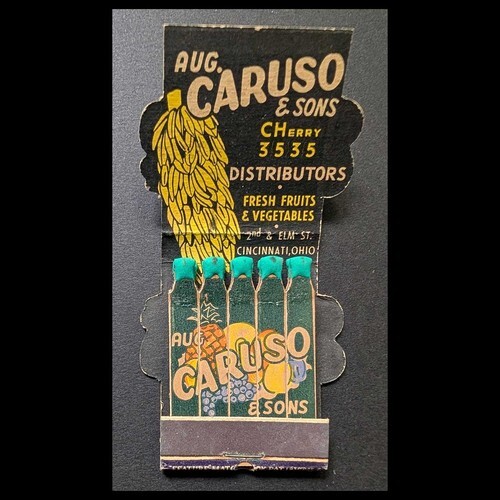 AUG.
CARUSO
& SONS
CHERRY
3535
DISTRIBUTORS
FRESH FRUITS
& VEGETABLES
2nd & ELM ST.
CINCINNATI, OHIO
AUG.
CARUSO
& SONS